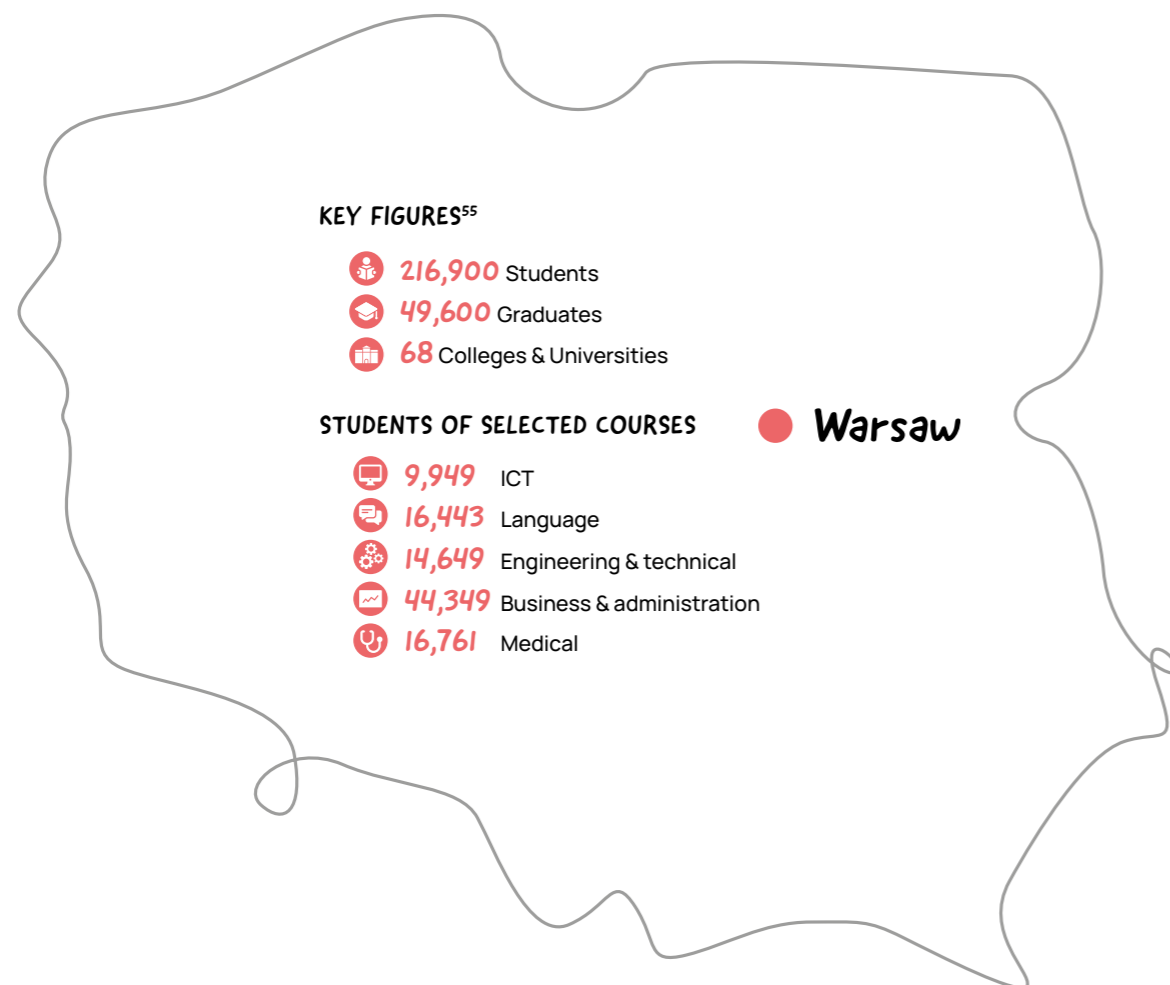 KEY FIGURES55
216,900 Students
49,600 Graduates
68 Colleges & Universities
STUDENTS OF SELECTED COURSES
Warsaw
9,949 ICT
16,443 Language
14,649 Engineering & technical
44,349 Business & administration
16,761 Medical